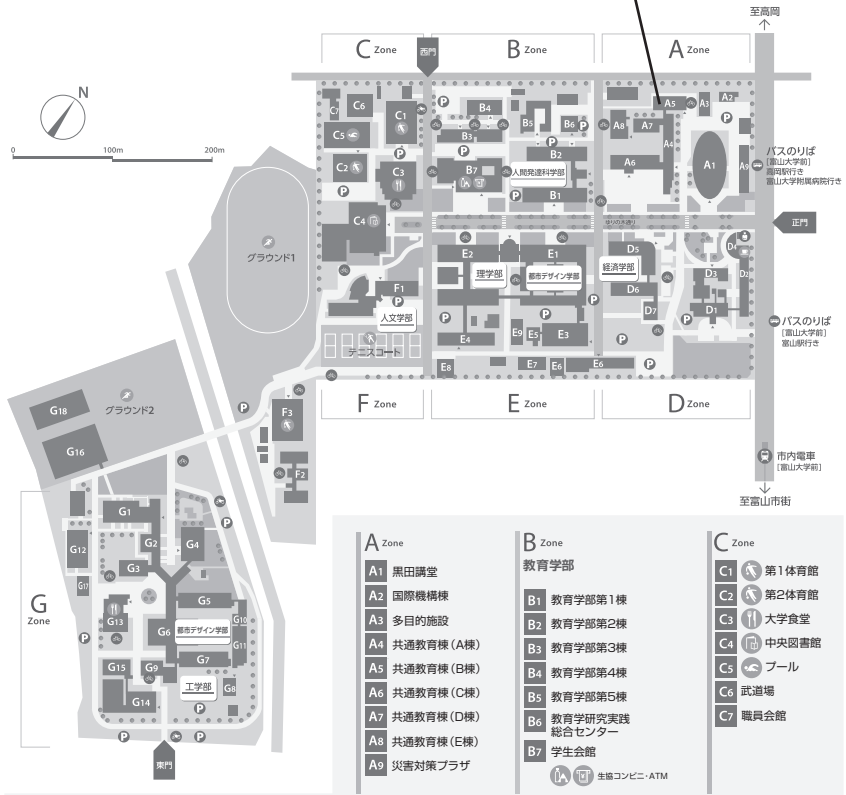 至高岡
C Zone
西門
B Zone
A Zone
N
0
100m
200m
C7
C6
C1
B4
B5
B6
A5
A3
A2
C5
B3
A8
A7
A4
C2
C3
B7
B2
人間発達科学部
B1
A6
A1
A9
バスのりば
[富山大学前]
高岡駅行き
富山大学附属病院行き
C4
ゆりの木通り
正門
グラウンド1
E2
E1
D5
D4
理学部
都市デザイン学部
経済学部
D3
D2
F1
D6
人文学部
D7
D1
バスのりば
[富山大学前]
富山駅行き
テニスコート
E4
E9
E5
E3
E8
E7
E6
E6
F Zone
E Zone
D Zone
グラウンド2
G18
F3
G16
F2
市内電車
[富山大学前]
至富山市街
G1
G12
G2
G4
G3
G17
G Zone
G5
G13
G10
G6
都市デザイン学部
G11
G15
G9
G7
工学部
G8
G14
東門
A Zone
A1 黒田講堂
A2 国際機構棟
A3 多目的施設
A4 共通教育棟(A棟)
A5 共通教育棟(B棟)
A6 共通教育棟(C棟)
A7 共通教育棟(D棟)
A8 共通教育棟(E棟)
A9 災害対策プラザ
B Zone
教育学部
B1 教育学部第1棟
B2 教育学部第2棟
B3 教育学部第3棟
B4 教育学部第4棟
B5 教育学部第5棟
B6 教育学研究実践
総合センター
B7 学生会館
生協コンビニ・ATM
C Zone
C1 第1体育館
C2 第2体育館
C3 大学食堂
C4 中央図書館
C5 プール
C6 武道場
C7 職員会館